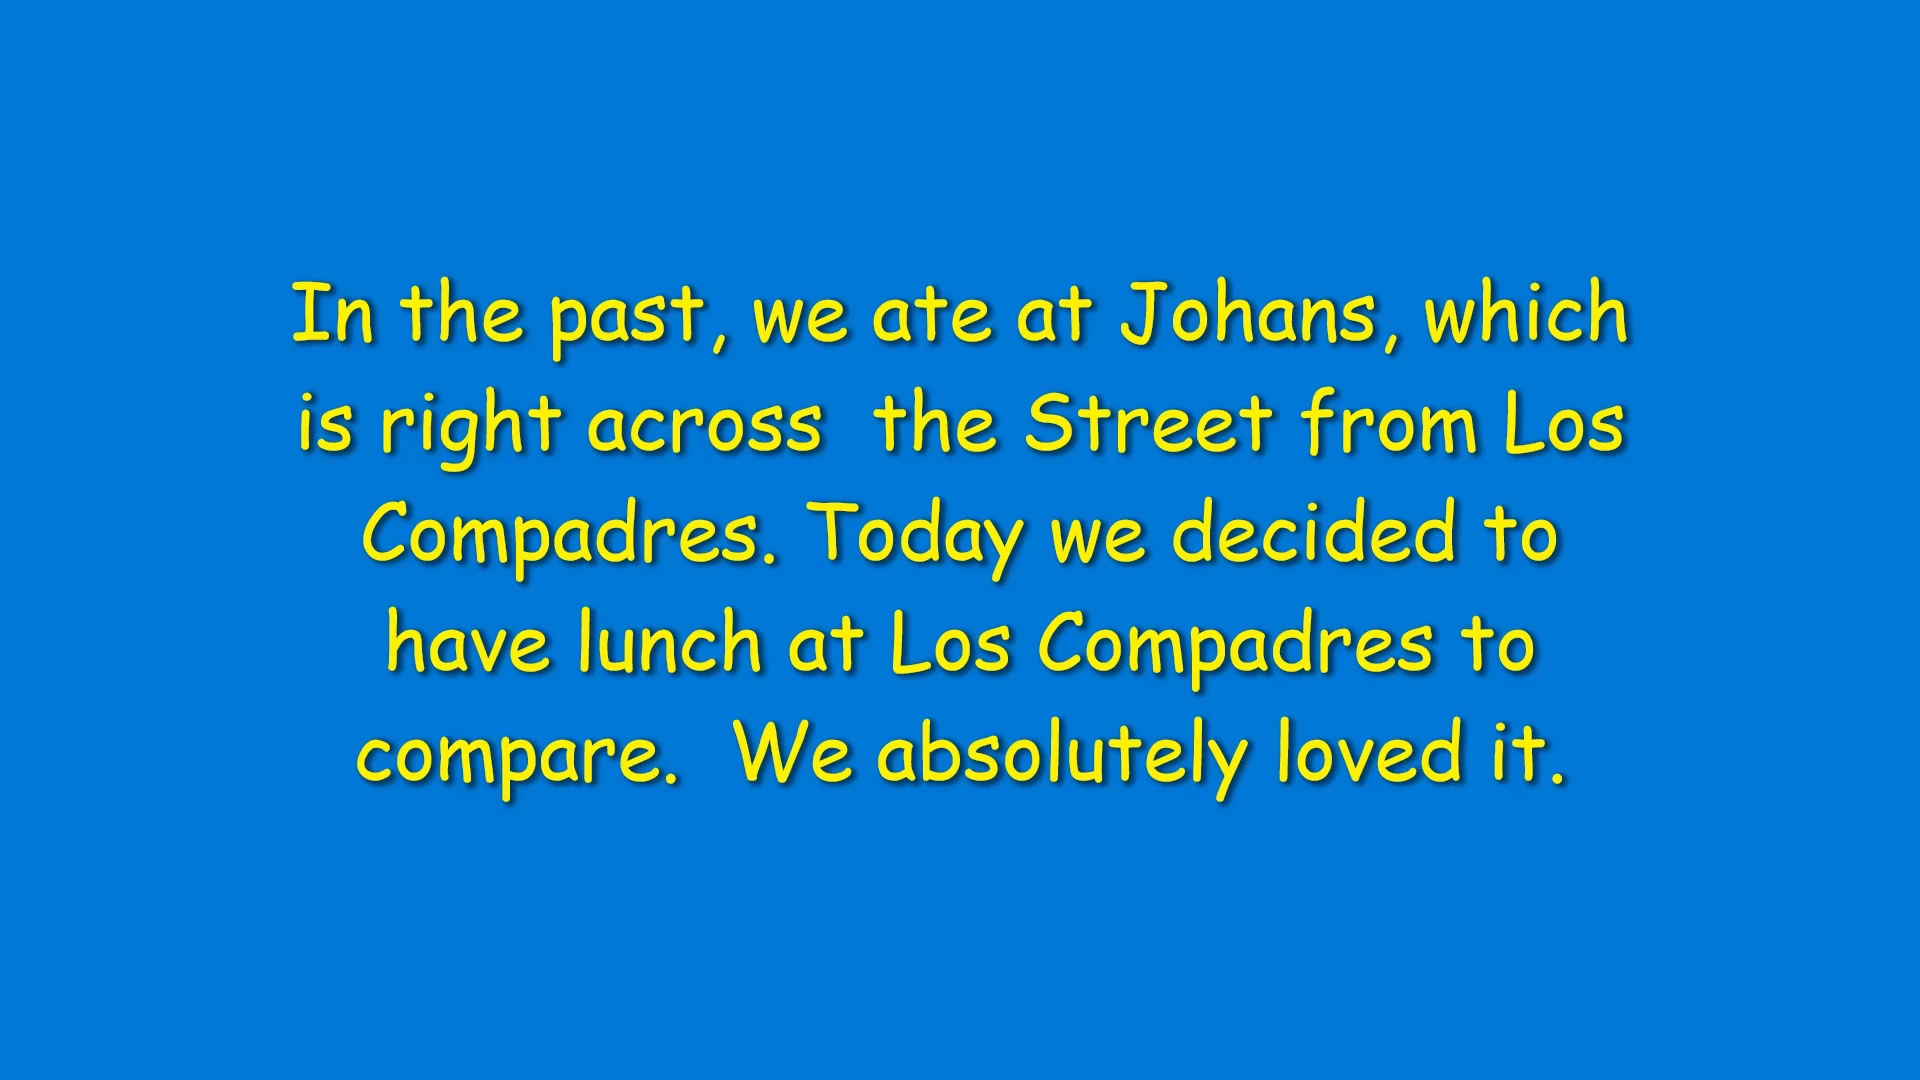 In the past, we ate at Johans, which
is right across  the Street from Los
Compadres. Today we decided to
have lunch at Los Compadres to
compare.  We absolutely loved it.